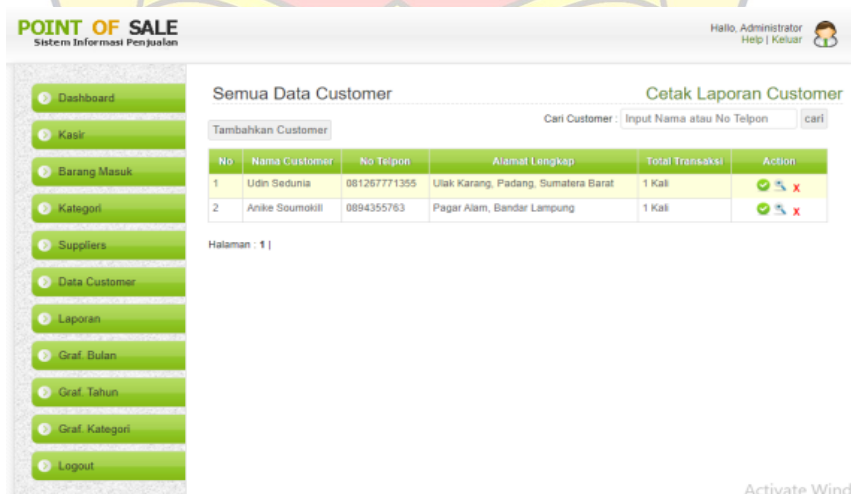 POINT OF SALE
Sistem Informasi Penjualan
Hallo, Administrator
Help | Keluar
Dashboard
Kasir
Barang Masuk
Kategori
Suppliers
Data Customer
Laporan
Graf. Bulan
Graf. Tahun
Graf. Kategori
Logout
Semua Data Customer
Cetak Laporan Customer
Tambahkan Customer
Cari Customer : Input Nama atau No Telpon cari
No Nama Customer No Telpon Alamat Lengkap Total Transaksi Action
1 Udin Sedunia 081267771355 Ulak Karang, Padang, Sumatera Barat 1 Kali
2 Anike Soumokill 0894355763 Pagar Alam, Bandar Lampung 1 Kali
Halaman : 1 |
Activate Wind